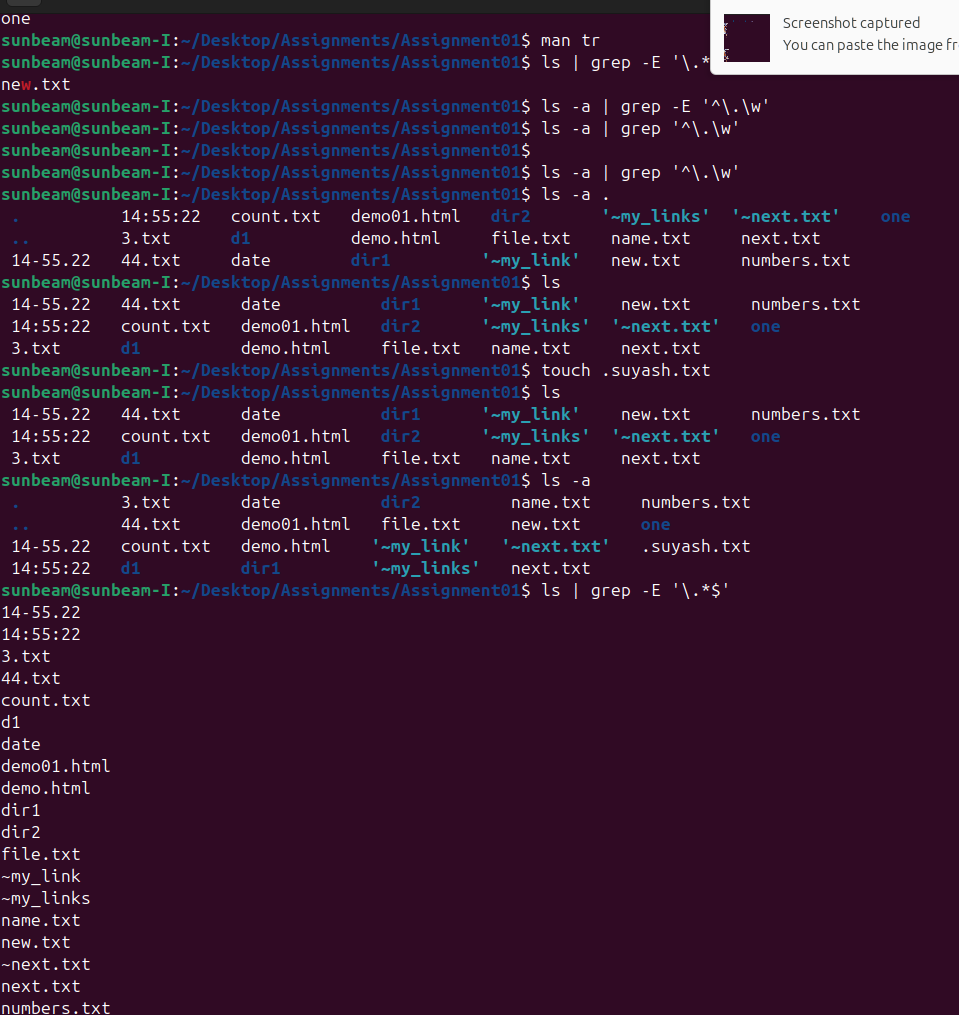 one
Screenshot captured
You can paste the image
sunbeam@sunbeam-I:~/Desktop/Assignments/Assignment01$ man tr
sunbeam@sunbeam-I:~/Desktop/Assignments/Assignment01$ ls | grep -E '\.*
new.txt
sunbeam@sunbeam-I:~/Desktop/Assignments/Assignment01$ ls -a | grep -E '^\.\w'
sunbeam@sunbeam-I:~/Desktop/Assignments/Assignment01$ ls -a | grep '^\.\w'
sunbeam@sunbeam-I:~/Desktop/Assignments/Assignment01$
sunbeam@sunbeam-I:~/Desktop/Assignments/Assignment01$ ls -a | grep '^\.\w'
sunbeam@sunbeam-I:~/Desktop/Assignments/Assignment01$ ls -a .
. 14:55:22 count.txt demo01.html dir2 '~my_links' '~next.txt' one
.. 3.txt d1 demo.html file.txt name.txt next.txt
14-55.22 44.txt date dir1 '~my_link' new.txt numbers.txt
sunbeam@sunbeam-I:~/Desktop/Assignments/Assignment01$ ls
14-55.22 44.txt date dir1 '~my_link' new.txt numbers.txt
14:55:22 count.txt demo01.html dir2 '~my_links' '~next.txt' one
3.txt d1 demo.html file.txt name.txt next.txt
sunbeam@sunbeam-I:~/Desktop/Assignments/Assignment01$ touch .suyash.txt
sunbeam@sunbeam-I:~/Desktop/Assignments/Assignment01$ ls
14-55.22 44.txt date dir1 '~my_link' new.txt numbers.txt
14:55:22 count.txt demo01.html dir2 '~my_links' '~next.txt' one
3.txt d1 demo.html file.txt name.txt next.txt
sunbeam@sunbeam-I:~/Desktop/Assignments/Assignment01$ ls -a
. 3.txt date dir2 name.txt numbers.txt
.. 44.txt demo01.html file.txt new.txt one
14-55.22 count.txt demo.html '~my_link' '~next.txt' .suyash.txt
14:55:22 d1 dir1 '~my_links' next.txt
sunbeam@sunbeam-I:~/Desktop/Assignments/Assignment01$ ls | grep -E '\.*$'
14-55.22
14:55:22
3.txt
44.txt
count.txt
d1
date
demo01.html
demo.html
dir1
dir2
file.txt
~my_link
~my_links
name.txt
new.txt
~next.txt
next.txt
numbers.txt